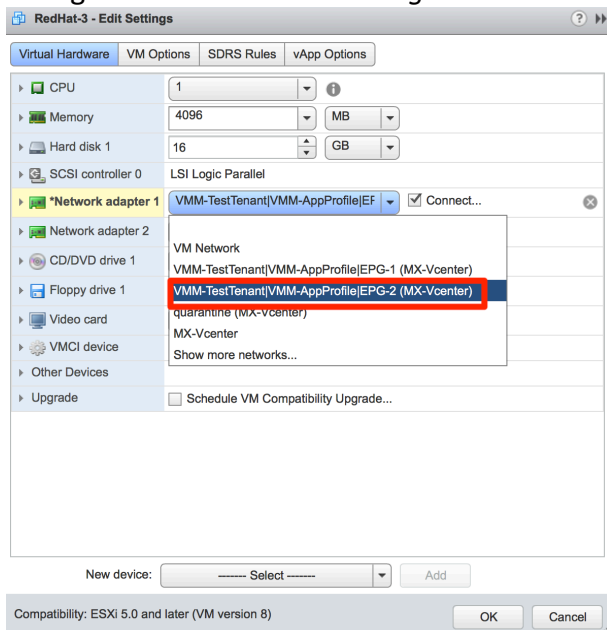 RedHat-3 - Edit Settings
Virtual Hardware VM Options SDRS Rules vApp Options
CPU 1
Memory 4096 MB
Hard disk 1 16 GB
SCSI controller 0 LSI Logic Parallel
*Network adapter 1 VMM-TestTenant|VMM-AppProfile|EF Connect...
Network adapter 2
VM Network
CD/DVD drive 1 VMM-TestTenant|VMM-AppProfile|EPG-1 (MX-Vcenter)
Floppy drive 1 VMM-TestTenant|VMM-AppProfile|EPG-2 (MX-Vcenter)
quarantine (MX-Vcenter)
Video card
MX-Vcenter
VMCI device
Show more networks...
Other Devices
Upgrade Schedule VM Compatibility Upgrade...
New device: ------- Select ------- Add
Compatibility: ESXi 5.0 and later (VM version 8) OK Cancel